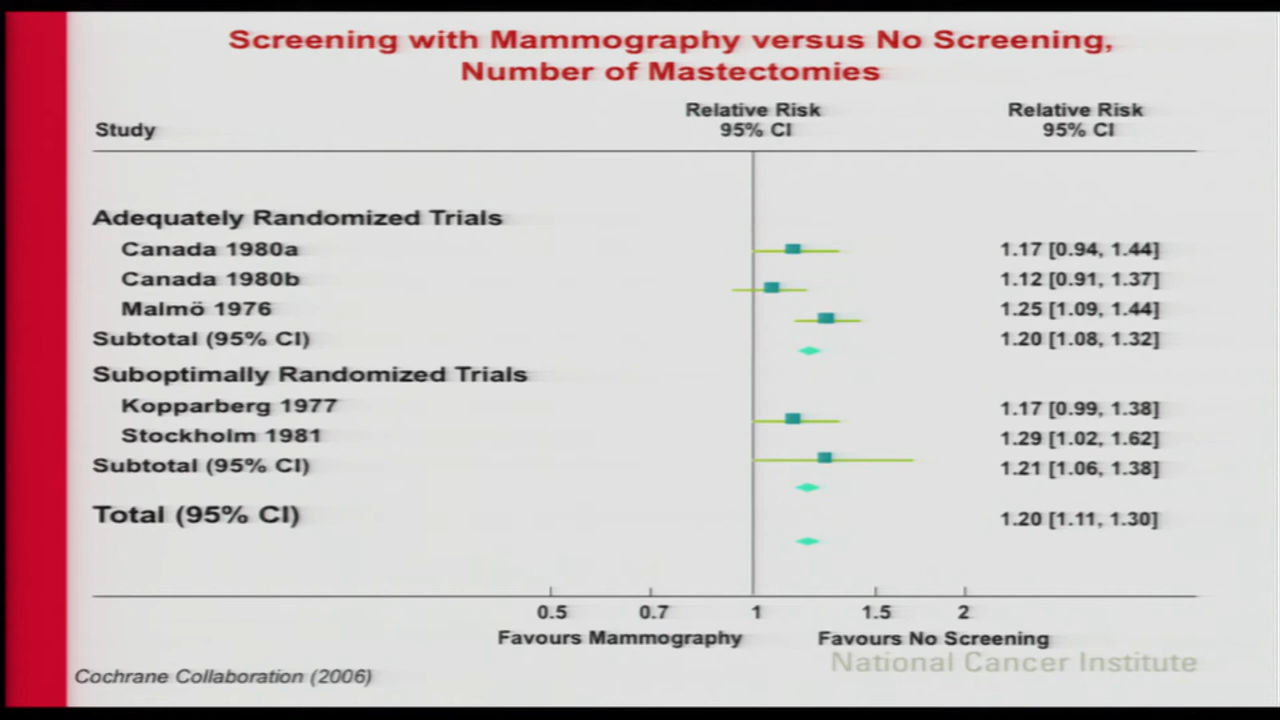 Screening with Mammography versus No Screening,
Number of Mastectomies
Study
Relative Risk
95% CI
Relative Risk
95% CI
Adequately Randomized Trials
Canada 1980a 1.17 [0.94, 1.44]
Canada 1980b 1.12 [0.91, 1.37]
Malmö 1976 1.25 [1.09, 1.44]
Subtotal (95% CI) 1.20 [1.08, 1.32]
Suboptimally Randomized Trials
Kopparberg 1977 1.17 [0.99, 1.38]
Stockholm 1981 1.29 [1.02, 1.62]
Subtotal (95% CI) 1.21 [1.06, 1.38]
Total (95% CI) 1.20 [1.11, 1.30]
0.5 0.7 1 1.5 2
Favours Mammography Favours No Screening
National Cancer Institute
Cochrane Collaboration (2006)